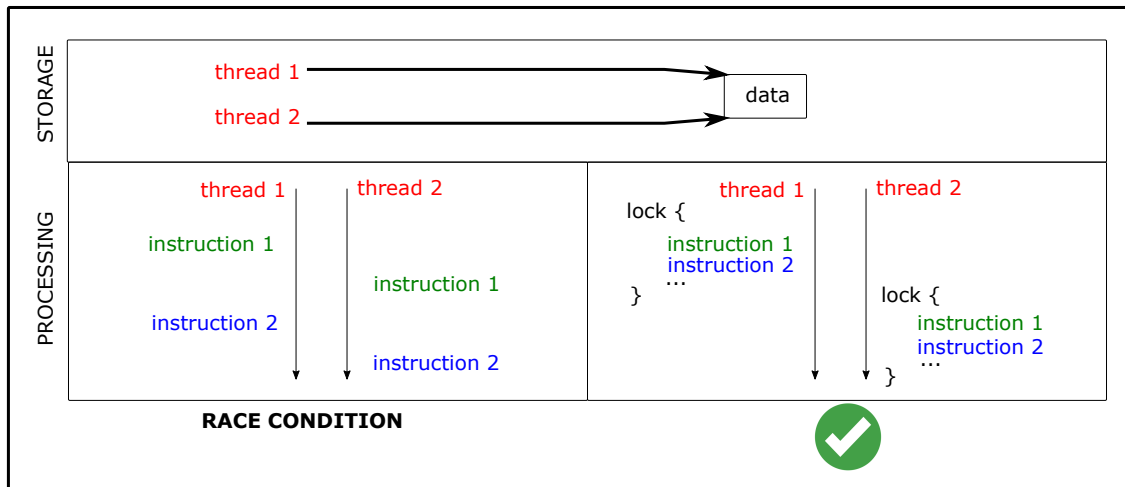 STORAGE
thread 1
thread 2
data
PROCESSING
thread 1
thread 2
instruction 1
instruction 1
instruction 2
instruction 2
RACE CONDITION
thread 1
thread 2
lock {
instruction 1
instruction 2
...
}
lock {
instruction 1
instruction 2
...
}